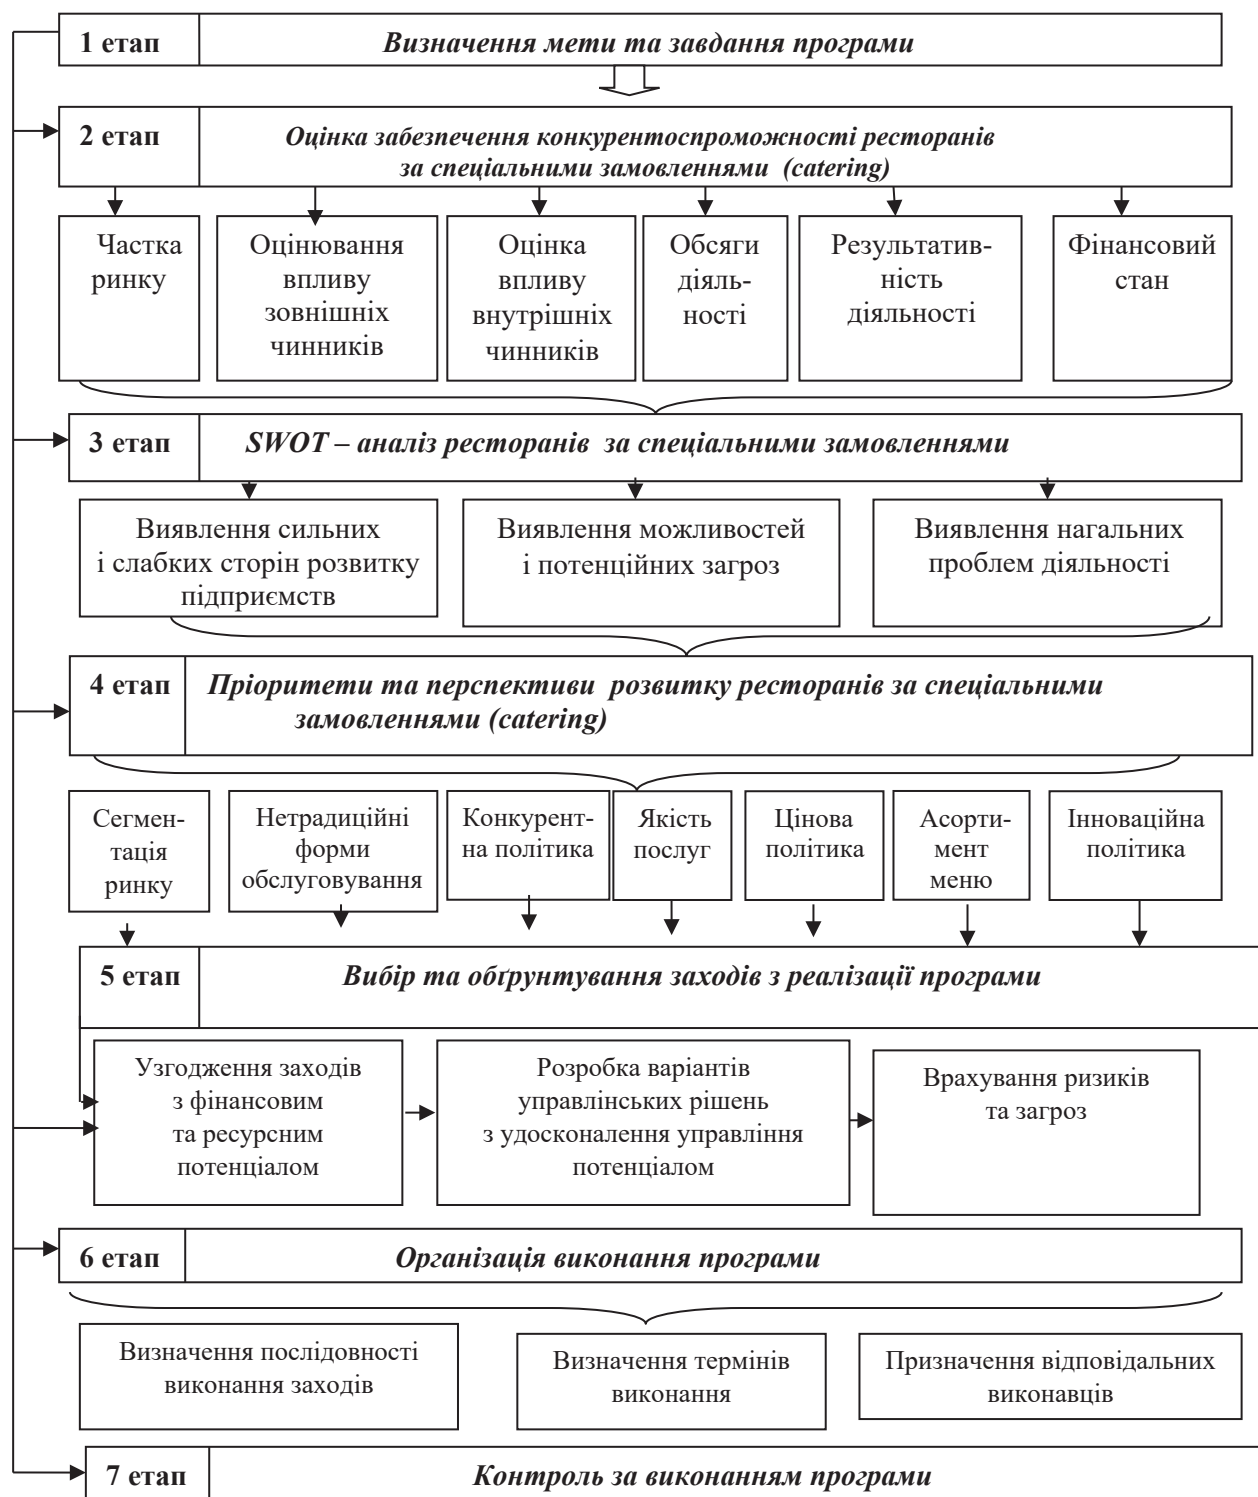 1 етап
Визначення мети та завдання програми
2 етап
Оцінка забезпечення конкурентоспроможності ресторанів
за спеціальними замовленнями (catering)
Частка
ринку
Оцінювання
впливу
зовнішніх
чинників
Оцінка
впливу
внутрішніх
чинників
Обсяги
діяль-
ності
Результатив-
ність
діяльності
Фінансовий
стан
3 етап
SWOT – аналіз ресторанів за спеціальними замовленнями
Виявлення сильних
і слабких сторін розвитку
підприємств
Виявлення можливостей
і потенційних загроз
Виявлення нагальних
проблем діяльності
4 етап
Пріоритети та перспективи розвитку ресторанів за спеціальними
замовленнями (catering)
Сегмен-
тація
ринку
Нетрадиційні
форми
обслуговування
Конкурент-
на політика
Якість
послуг
Цінова
політика
Асорти-
мент
меню
Інноваційна
політика
5 етап
Вибір та обґрунтування заходів з реалізації програми
Узгодження заходів
з фінансовим
та ресурсним
потенціалом
Розробка варіантів
управлінських рішень
з удосконалення управління
потенціалом
Врахування ризиків
та загроз
6 етап
Організація виконання програми
Визначення послідовності
виконання заходів
Визначення термінів
виконання
Призначення відповідальних
виконавців
7 етап
Контроль за виконанням програми